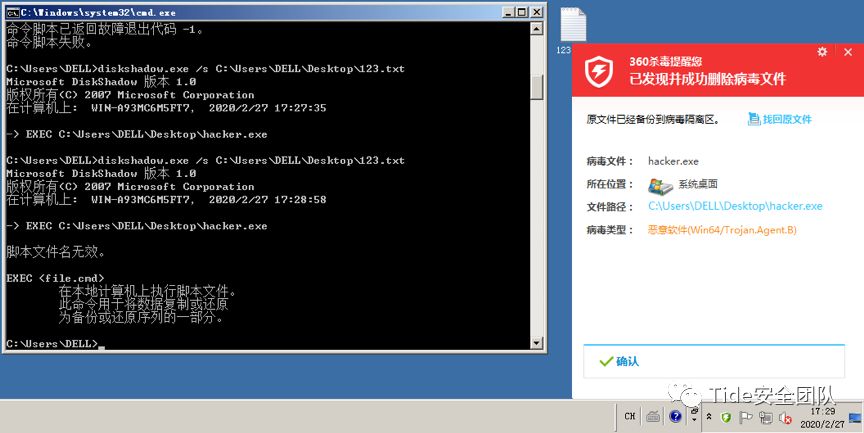 C:\Windows\system32\cmd.exe
命令脚本已返回故障退出代码 -1。
命令脚本失败。
C:\Users\DELL>diskshadow.exe /s C:\Users\DELL\Desktop\123.txt
Microsoft DiskShadow 版本 1.0
版权所有(C) 2007 Microsoft Corporation
在计算机上: WIN-A93MC6M5FT7, 2020/2/27 17:27:35
-> EXEC C:\Users\DELL\Desktop\hacker.exe
C:\Users\DELL>diskshadow.exe /s C:\Users\DELL\Desktop\123.txt
Microsoft DiskShadow 版本 1.0
版权所有(C) 2007 Microsoft Corporation
在计算机上: WIN-A93MC6M5FT7, 2020/2/27 17:28:58
-> EXEC C:\Users\DELL\Desktop\hacker.exe
脚本文件名无效。
EXEC <file.cmd>
在本地计算机上执行脚本文件。
此命令用于将数据复制或还原
为备份或还原序列的一部分。
C:\Users\DELL>_
123
360杀毒提醒您
已发现并成功删除病毒文件
原文件已经备份到病毒隔离区。 找回原文件
病毒文件： hacker.exe
所在位置： 系统桌面
文件路径： C:\Users\DELL\Desktop\hacker.exe
病毒类型： 恶意软件(Win64/Trojan.Agent.B)
确认
Tide安全团队
CH
17:29
2020/2/27